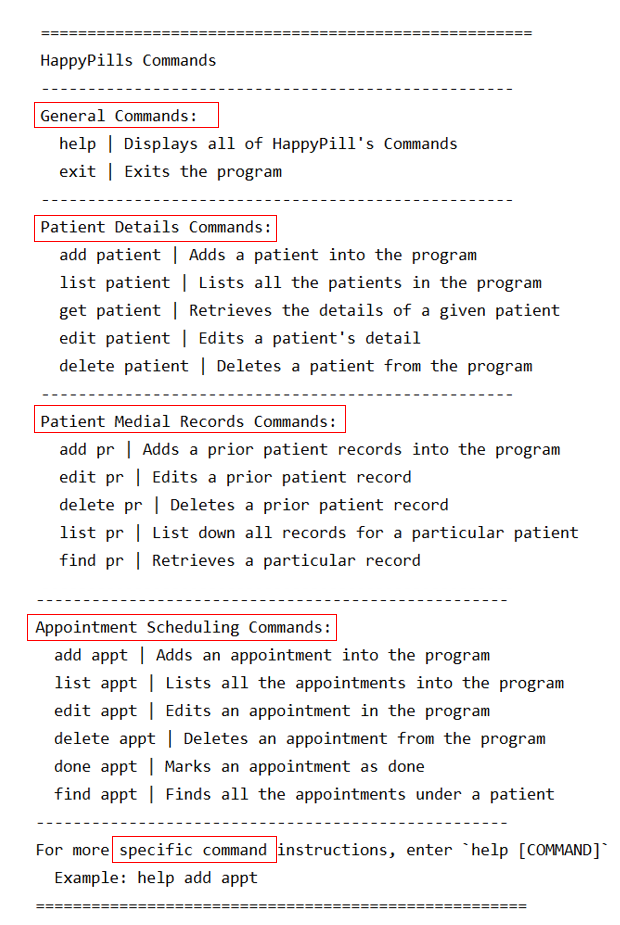 =====================================================
HappyPills Commands
---------------------------------------------------
General Commands:
help | Displays all of HappyPill's Commands
exit | Exits the program
---------------------------------------------------
Patient Details Commands:
add patient | Adds a patient into the program
list patient | Lists all the patients in the program
get patient | Retrieves the details of a given patient
edit patient | Edits a patient's detail
delete patient | Deletes a patient from the program
---------------------------------------------------
Patient Medial Records Commands:
add pr | Adds a prior patient records into the program
edit pr | Edits a prior patient record
delete pr | Deletes a prior patient record
list pr | List down all records for a particular patient
find pr | Retrieves a particular record
---------------------------------------------------
Appointment Scheduling Commands:
add appt | Adds an appointment into the program
list appt | Lists all the appointments into the program
edit appt | Edits an appointment in the program
delete appt | Deletes an appointment from the program
done appt | Marks an appointment as done
find appt | Finds all the appointments under a patient
---------------------------------------------------
For more specific command instructions, enter `help [COMMAND]`
Example: help add appt
=====================================================